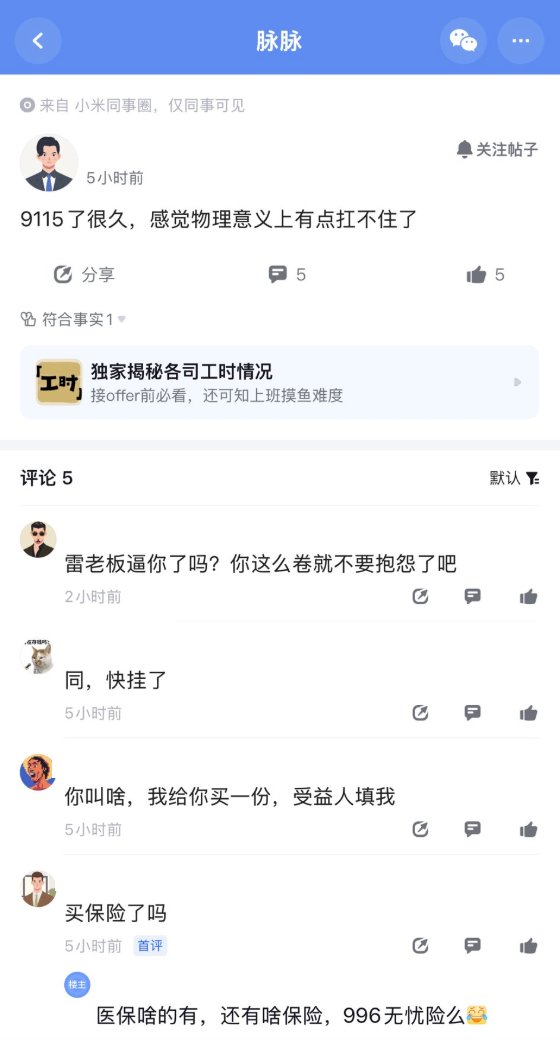 脉脉
来自 小米同事圈，仅同事可见
关注帖子
5小时前
9115了很久，感觉物理意义上有点扛不住了
分享 5 5
符合事实1
「工时」 独家揭秘各司工时情况
接offer前必看，还可知上班摸鱼难度
评论 5 默认
雷老板逼你了吗？你这么卷就不要抱怨了吧
2小时前
同，快挂了
5小时前
你叫啥，我给你买一份，受益人填我
5小时前
买保险了吗
5小时前 首评
楼主
医保啥的有，还有啥保险，996无忧险么😂